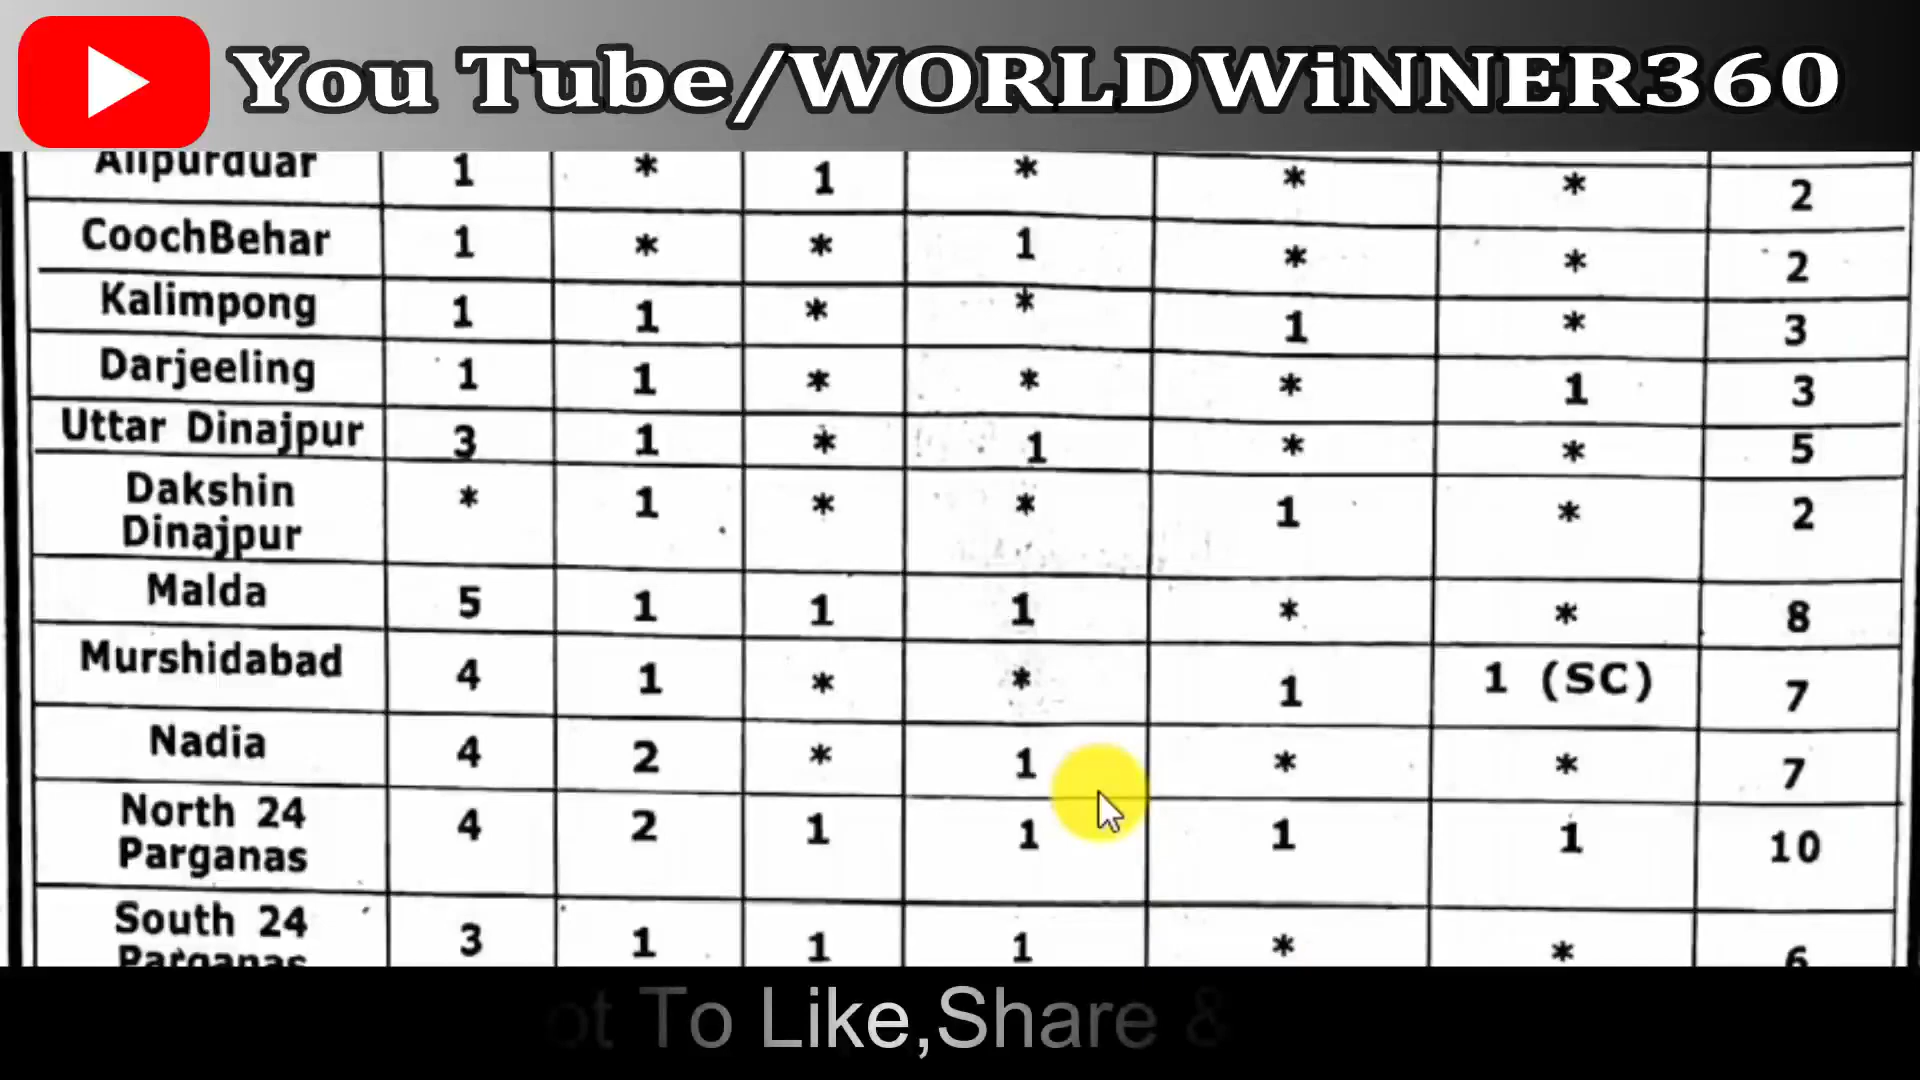 You Tube/WORLDWiNNER360
Alipurduar 1 * 1 * * * 2
CoochBehar 1 * * 1 * * 2
Kalimpong 1 1 * * 1 * 3
Darjeeling 1 1 * * * 1 3
Uttar Dinajpur 3 1 * 1 * * 5
Dakshin
Dinajpur * 1 * * 1 * 2
Malda 5 1 1 1 * * 8
Murshidabad 4 1 * * 1 1 (SC) 7
Nadia 4 2 * 1 * * 7
North 24
Parganas 4 2 1 1 1 1 10
South 24
Parganas 3 1 1 1 * * 6
ot To Like,Share &